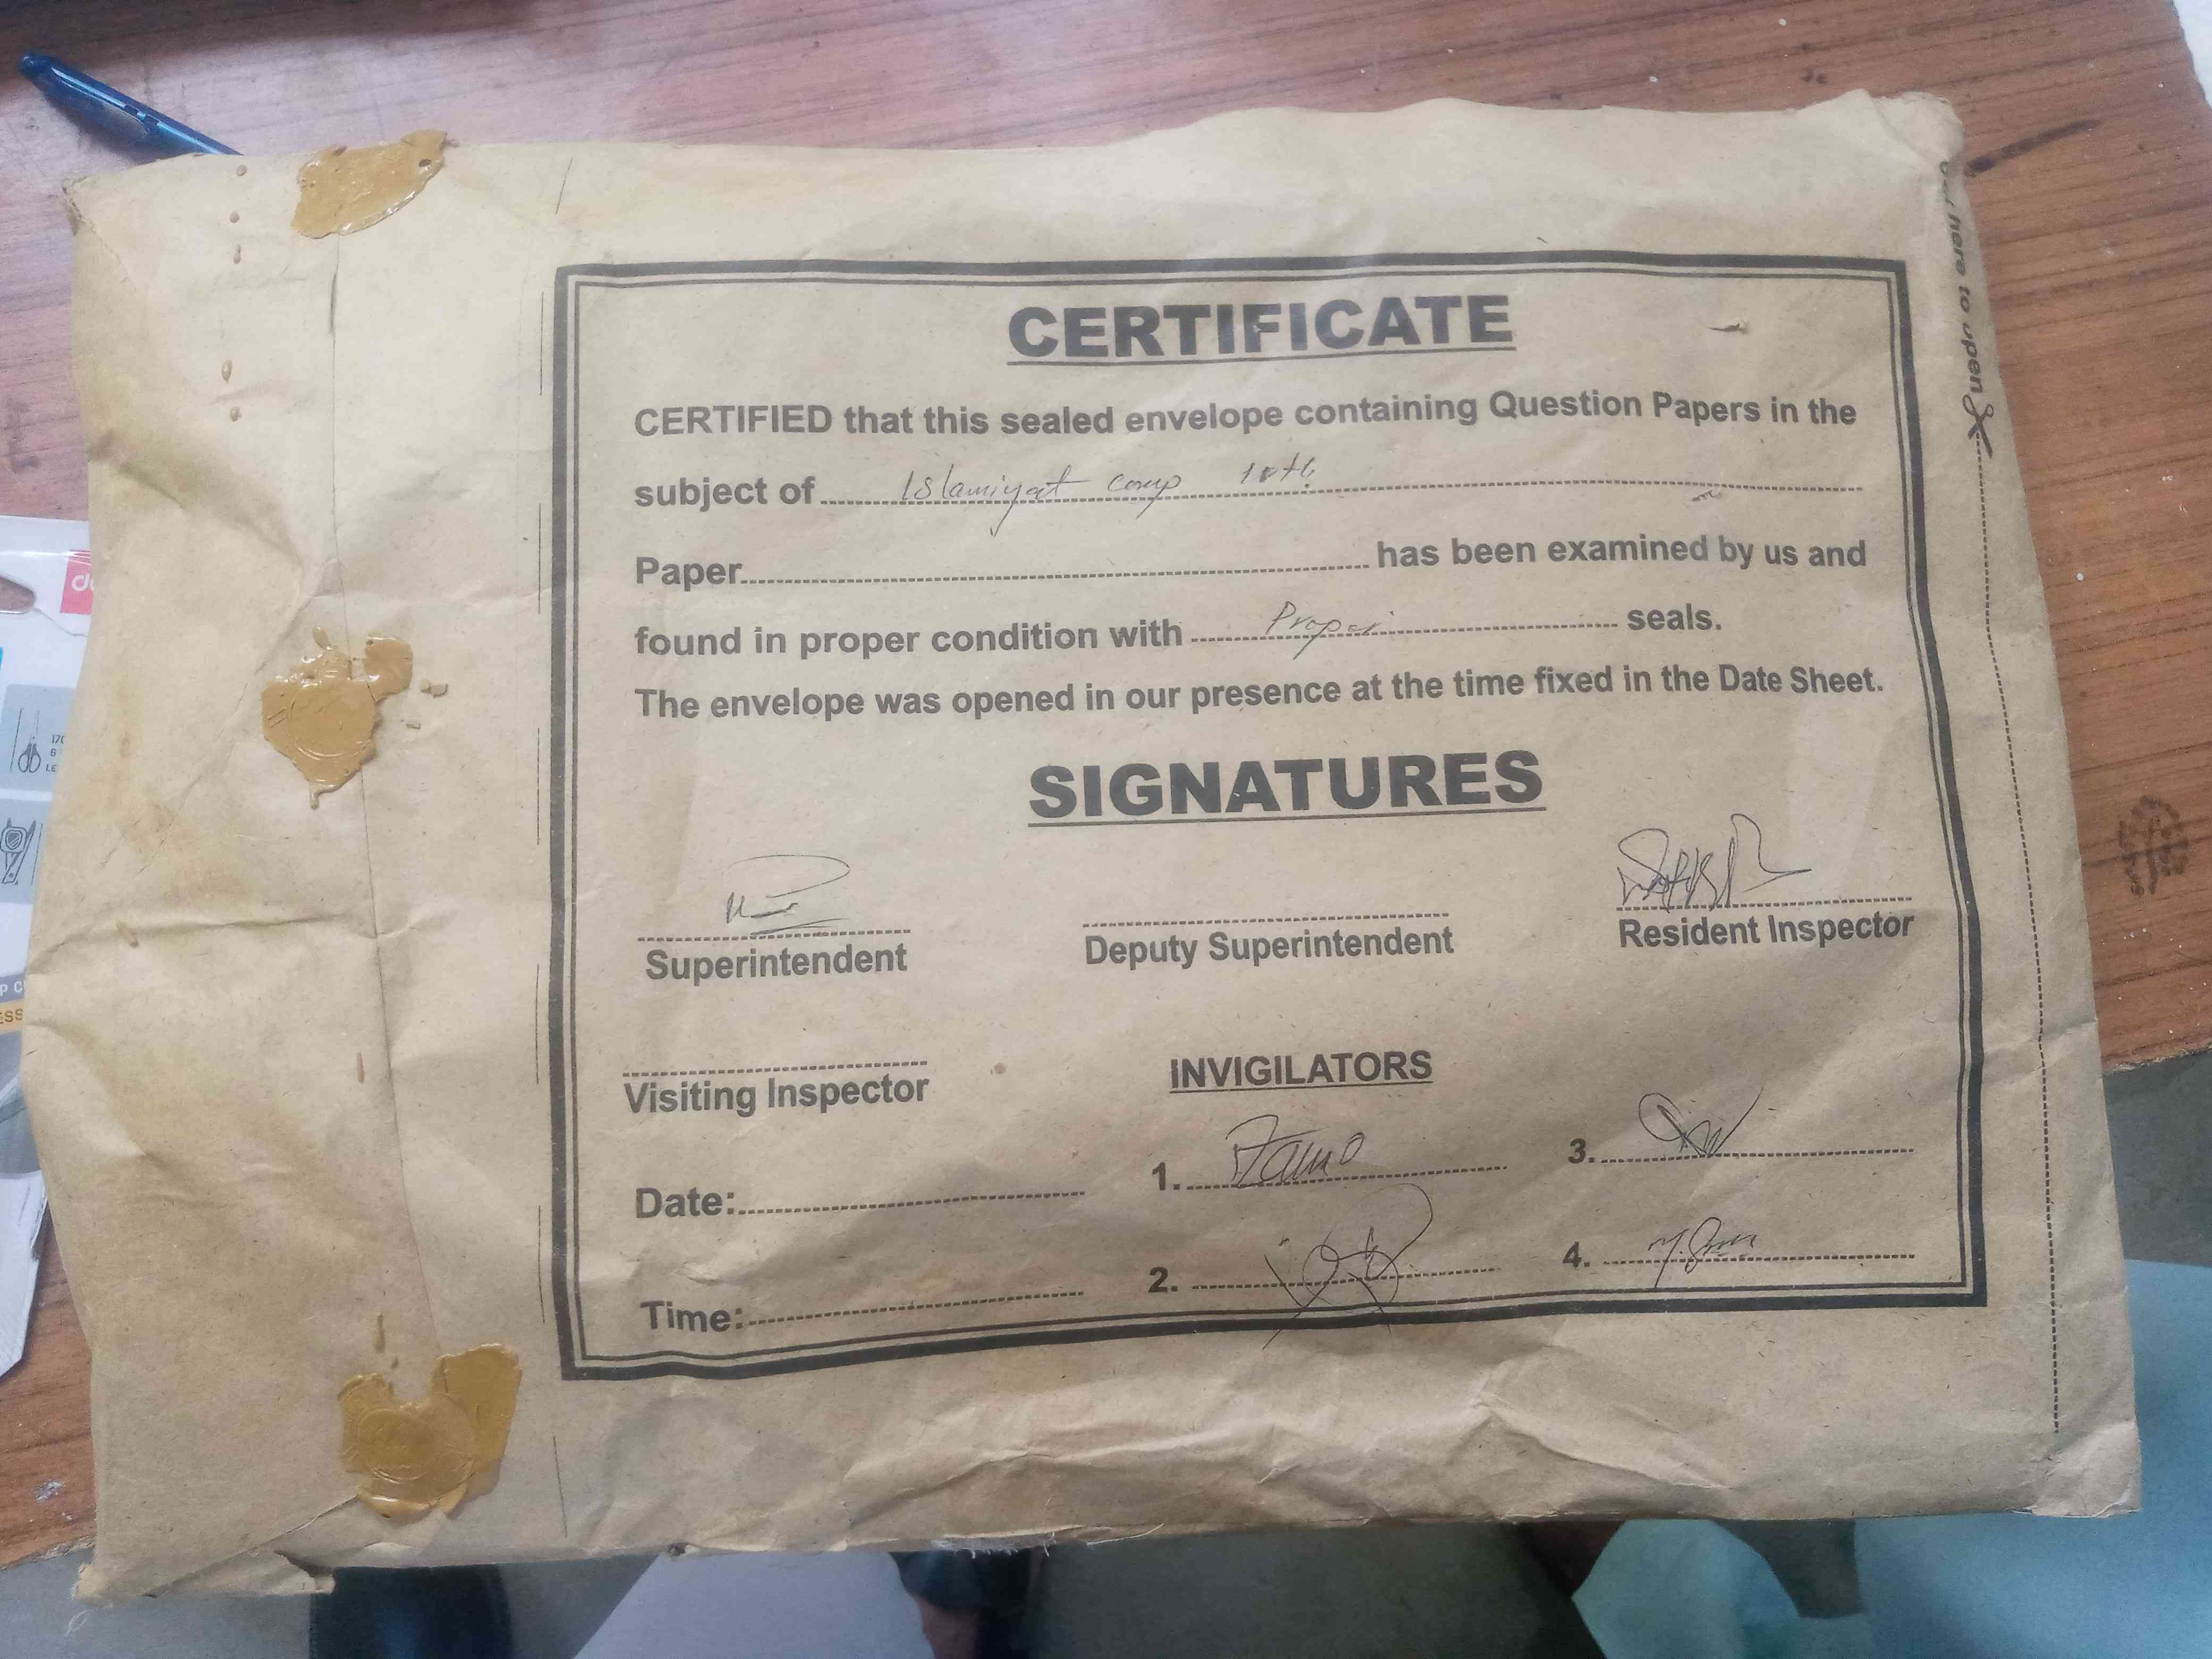 Cut here to open
CERTIFICATE
CERTIFIED that this sealed envelope containing Question Papers in the
subject of Islamiyat comp 10th
Paper has been examined by us and
found in proper condition with Proper seals.
The envelope was opened in our presence at the time fixed in the Date Sheet.
SIGNATURES
Superintendent Deputy Superintendent Resident Inspector
Visiting Inspector INVIGILATORS
Date: 1. 3.
Time: 2. 4.